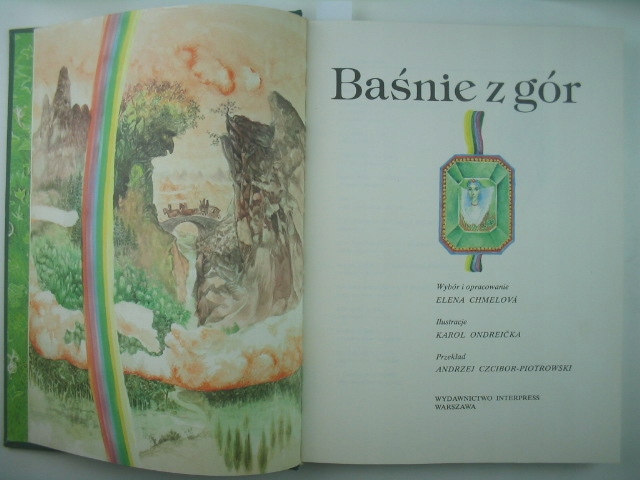 Baśnie z gór
Wybór i opracowanie
ELENA CHMELOVÁ
Ilustracje
KAROL ONDREIČKA
Przekład
ANDRZEJ CZCIBOR-PIOTROWSKI
WYDAWNICTWO INTERPRESS
WARSZAWA